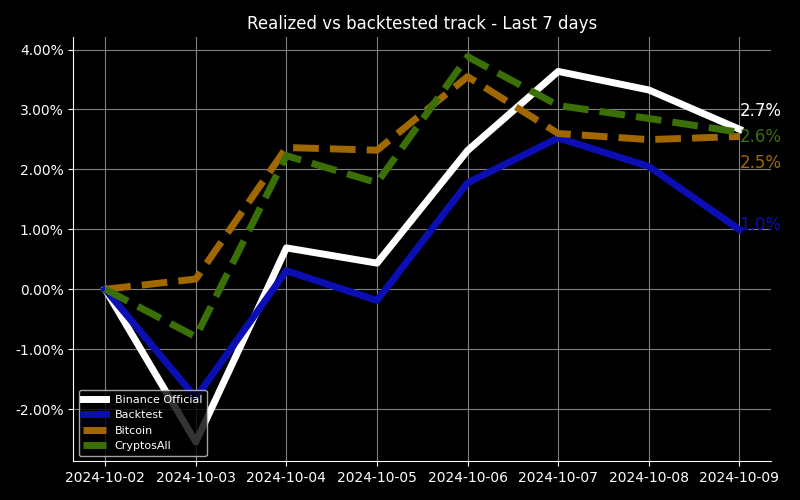 Realized vs backtested track - Last 7 days
4.00%
3.00%
2.00%
1.00%
0.00%
-1.00%
-2.00%
2.7%
2.6%
2.5%
1.0%
Binance Official
Backtest
Bitcoin
CryptosAll
2024-10-02 2024-10-03 2024-10-04 2024-10-05 2024-10-06 2024-10-07 2024-10-08 2024-10-09